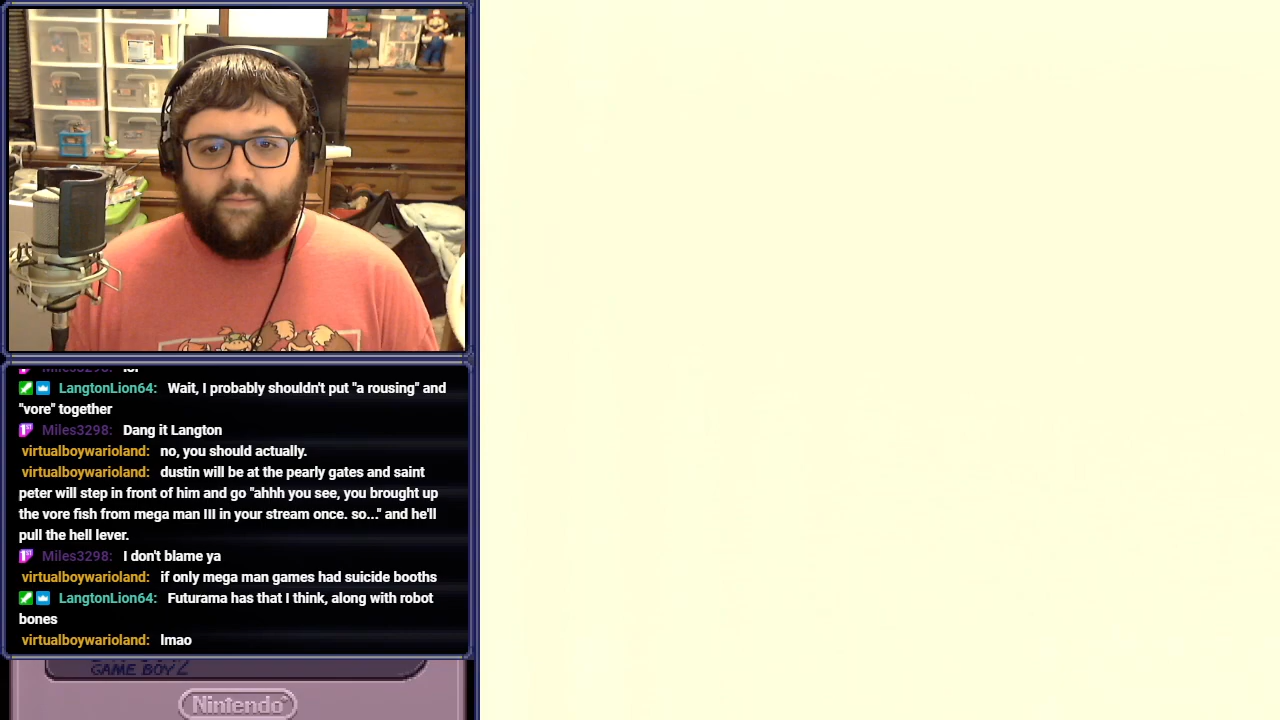 LangtonLion64: Wait, I probably shouldn't put "a rousing" and
"vore" together
Miles3298: Dang it Langton
virtualboywarioland: no, you should actually.
virtualboywarioland: dustin will be at the pearly gates and saint
peter will step in front of him and go "ahhh you see, you brought up
the vore fish from mega man III in your stream once. so..." and he'll
pull the hell lever.
Miles3298: I don't blame ya
virtualboywarioland: if only mega man games had suicide booths
LangtonLion64: Futurama has that I think, along with robot
bones
virtualboywarioland: lmao
GAME BOY
Nintendo